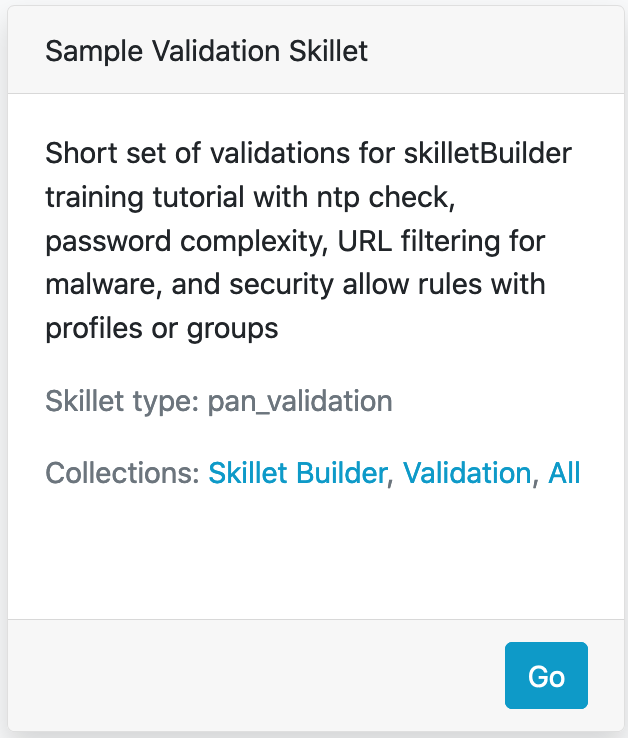 Sample Validation Skillet
Short set of validations for skilletBuilder
training tutorial with ntp check,
password complexity, URL filtering for
malware, and security allow rules with
profiles or groups
Skillet type: pan_validation
Collections: Skillet Builder, Validation, All
Go